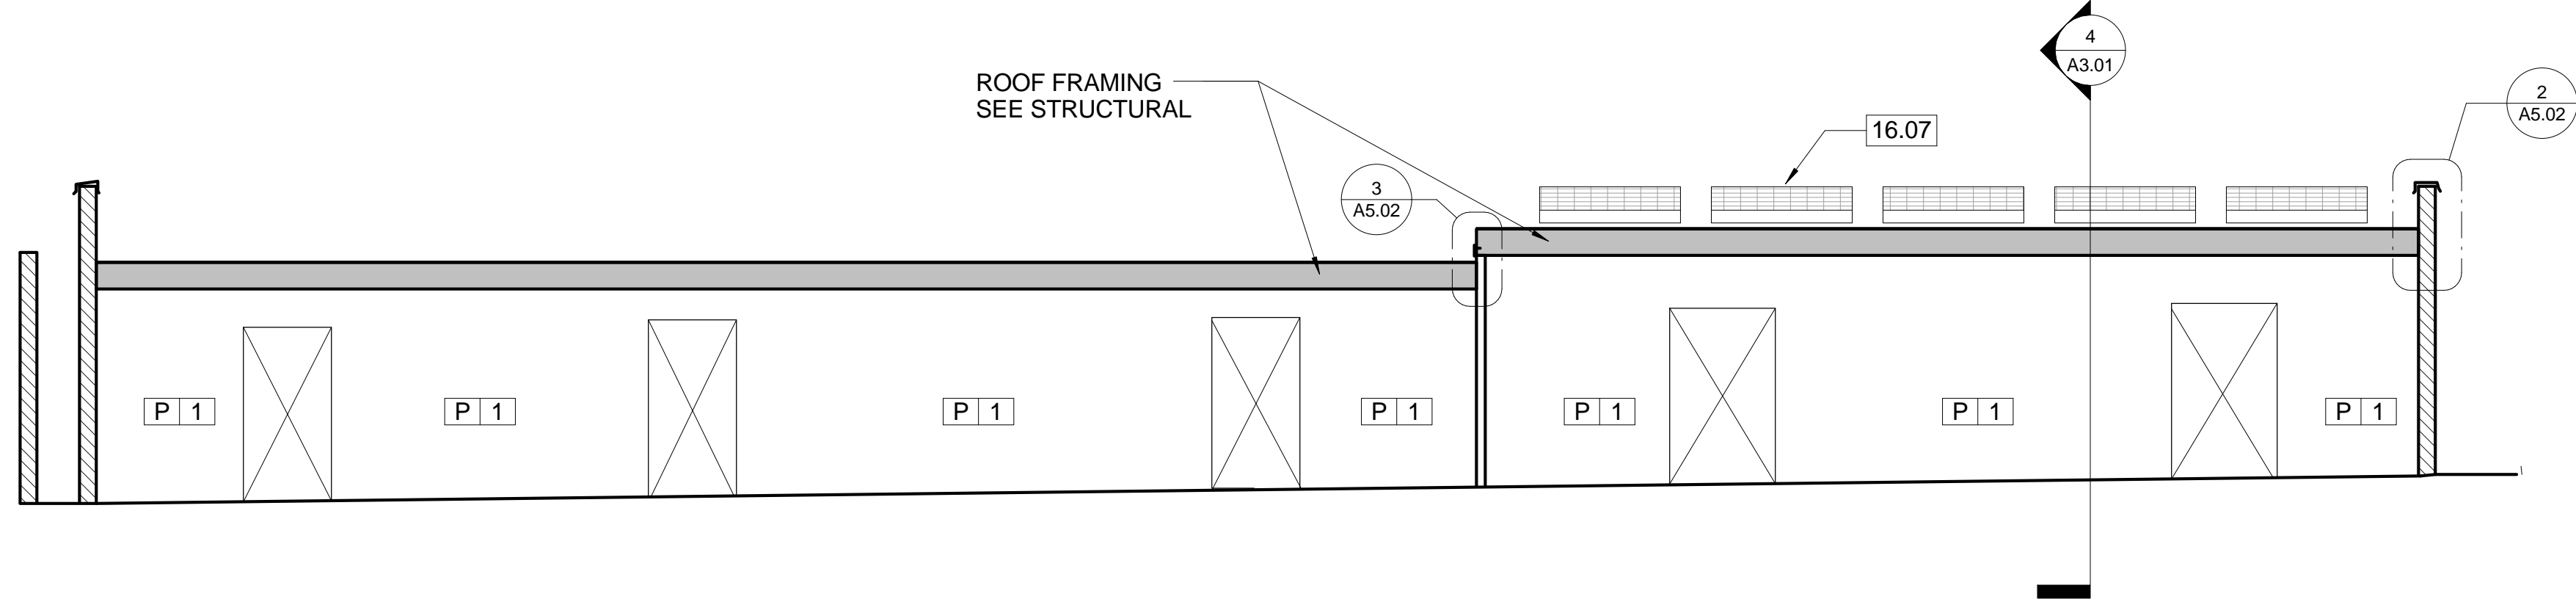 4
A3.01
ROOF FRAMING
SEE STRUCTURAL
2
A5.02
16.07
3
A5.02
P 1
P 1
P 1
P 1
P 1
P 1
P 1